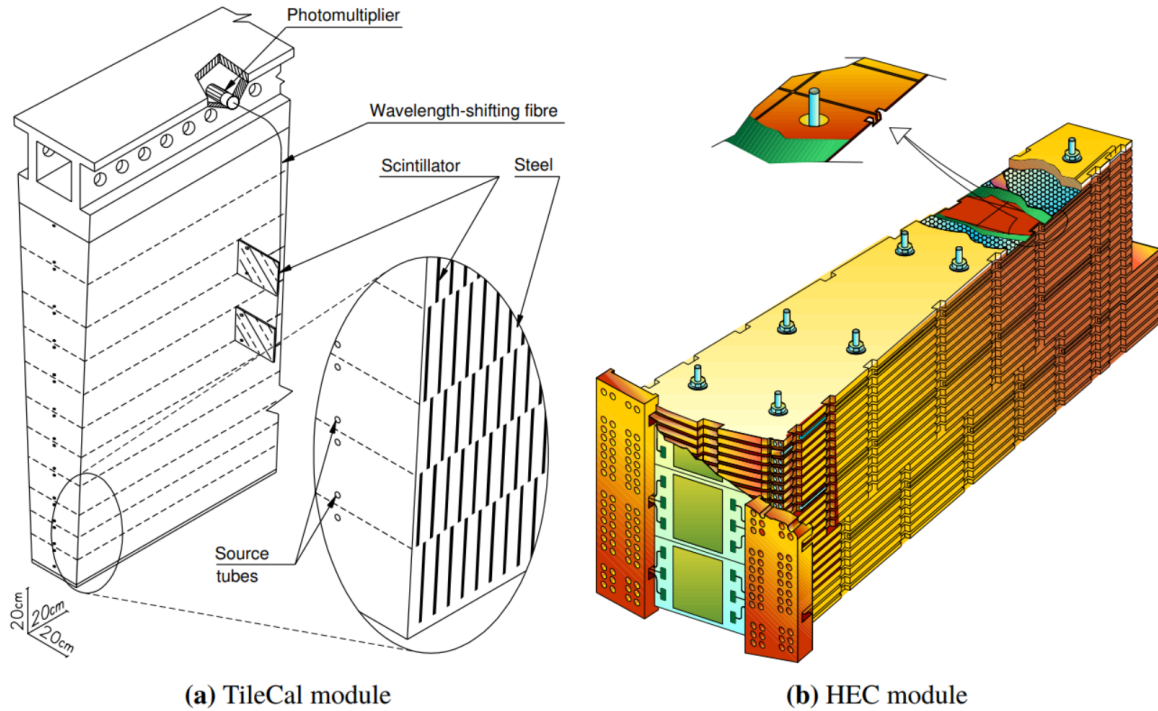 Photomultiplier
Wavelength-shifting fibre
Scintillator
Steel
Source
tubes
20cm
20cm
20cm
(a) TileCal module
(b) HEC module